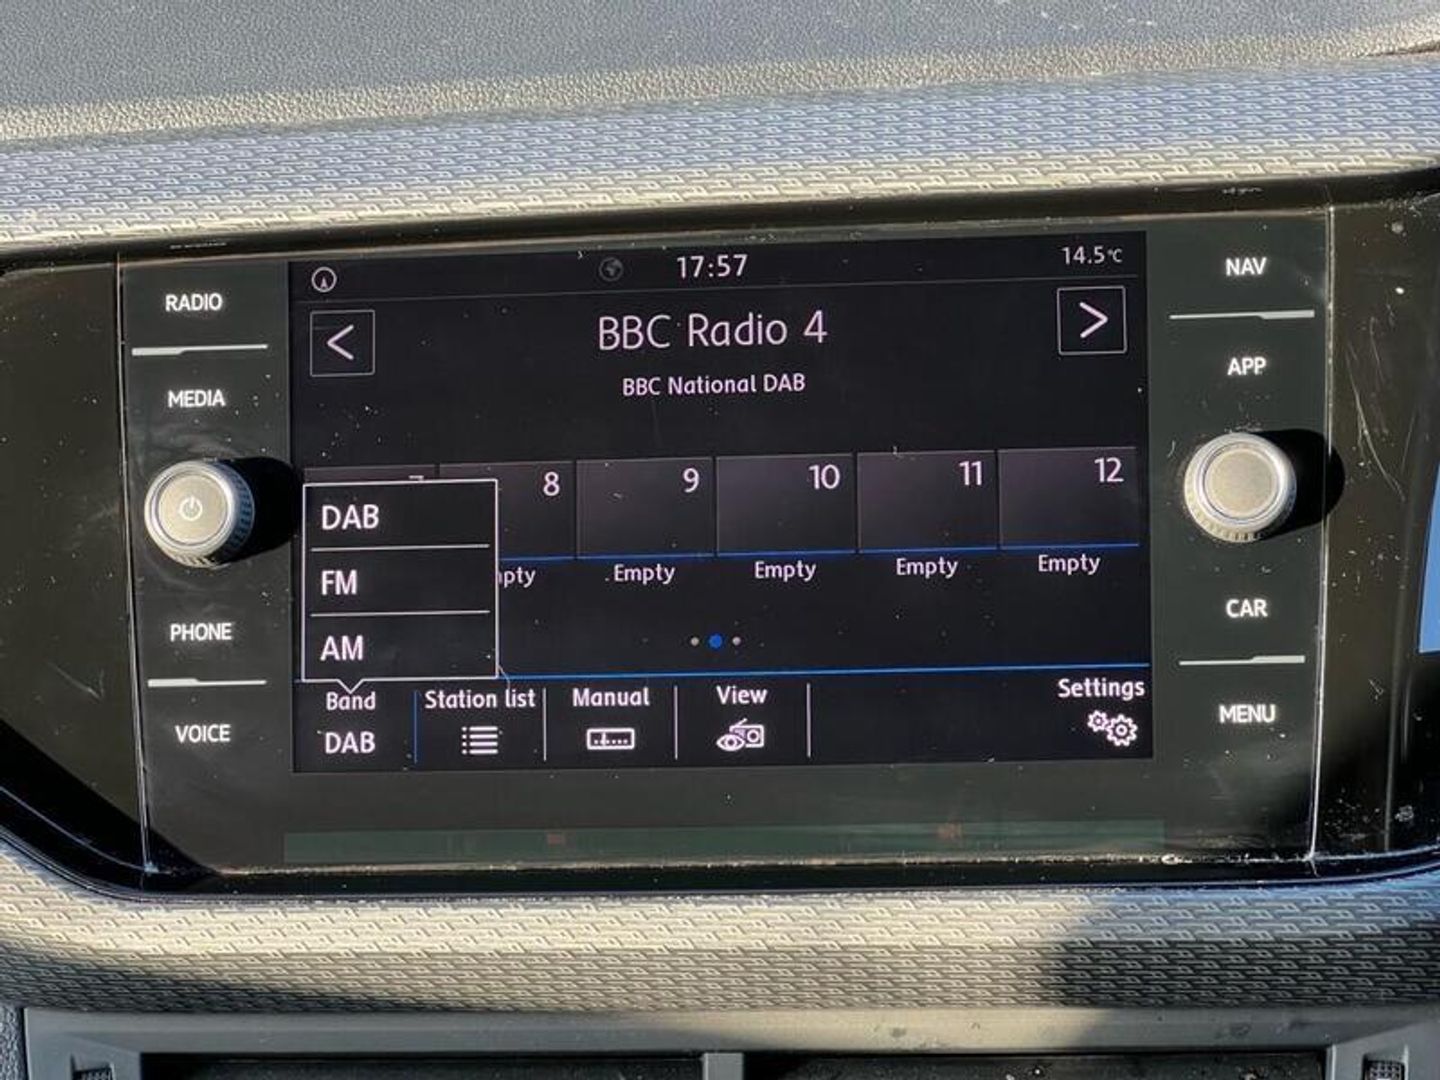 17:57
14.5°C
RADIO
NAV
<
BBC Radio 4
>
BBC National DAB
MEDIA
APP
8
9
10
11
12
DAB
FM
AM
Empty
Empty
Empty
Empty
PHONE
CAR
Band
Station list
Manual
View
Settings
DAB
VOICE
MENU